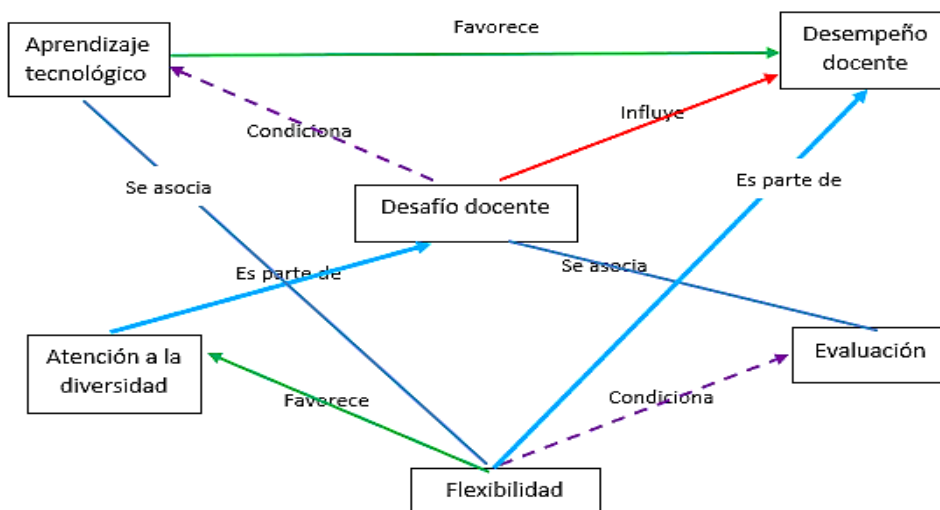 Favorece
Aprendizaje
tecnológico
Desempeño
docente
Influye
Condiciona
Se asocia
Es parte de
Desafío docente
Es parte de
Se asocia
Atención a la
diversidad
Evaluación
Favorece
Condiciona
Flexibilidad